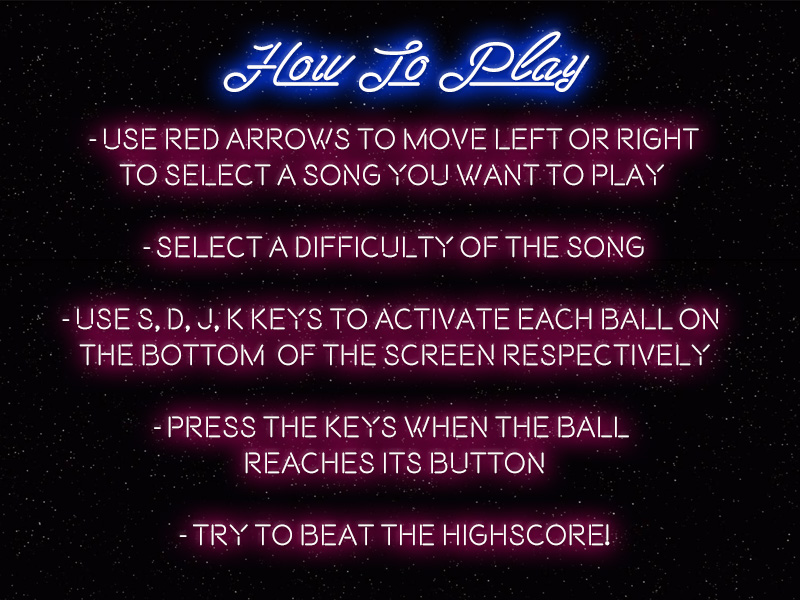 How To Play
- USE RED ARROWS TO MOVE LEFT OR RIGHT
TO SELECT A SONG YOU WANT TO PLAY
- SELECT A DIFFICULTY OF THE SONG
- USE S, D, J, K KEYS TO ACTIVATE EACH BALL ON
THE BOTTOM OF THE SCREEN RESPECTIVELY
- PRESS THE KEYS WHEN THE BALL
REACHES ITS BUTTON
- TRY TO BEAT THE HIGHSCORE!